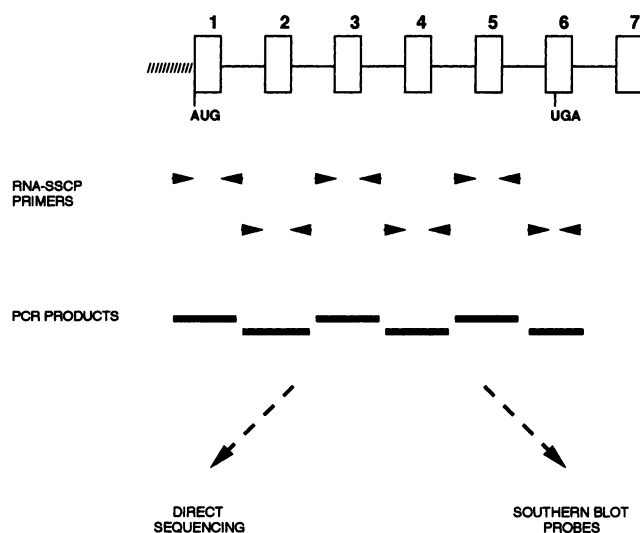 1 2 3 4 5 6 7
AUG UGA
RNA-SSCP
PRIMERS
PCR PRODUCTS
DIRECT
SEQUENCING
SOUTHERN BLOT
PROBES